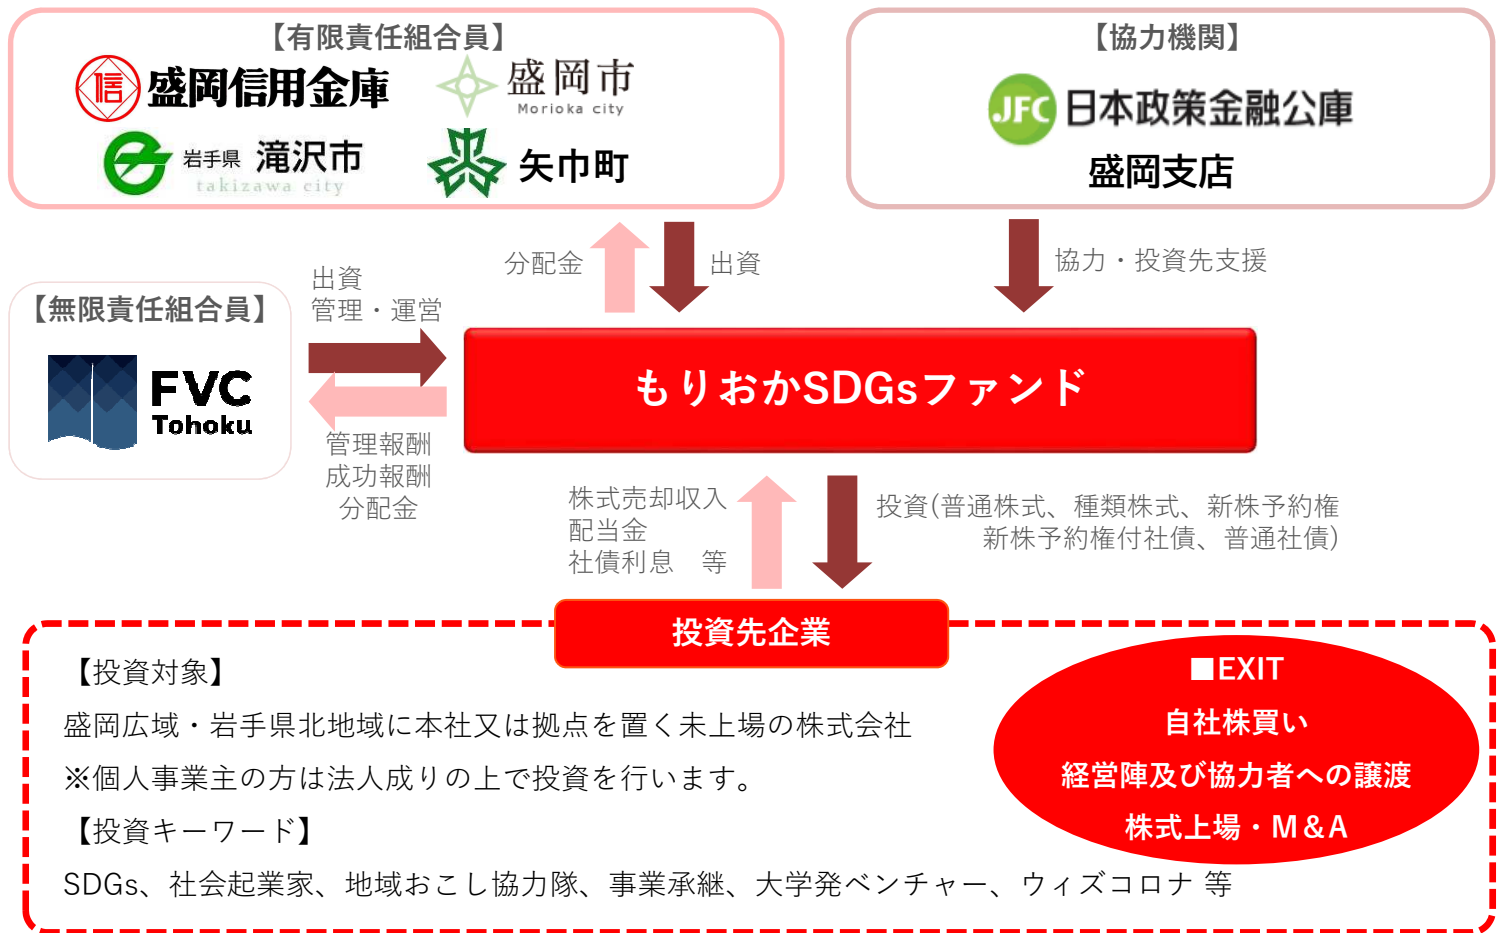 【有限責任組合員】
信 盛岡信用金庫
盛岡市
Morioka city
岩手県 滝沢市
takizawa city
矢巾町
【協力機関】
JFC 日本政策金融公庫
盛岡支店
分配金
出資
協力・投資先支援
【無限責任組合員】
FVC
Tohoku
出資
管理・運営
管理報酬
成功報酬
分配金
もりおかSDGsファンド
株式売却収入
配当金
社債利息　等
投資(普通株式、種類株式、新株予約権
新株予約権付社債、普通社債)
投資先企業
【投資対象】
盛岡広域・岩手県北地域に本社又は拠点を置く未上場の株式会社
※個人事業主の方は法人成りの上で投資を行います。
【投資キーワード】
SDGs、社会起業家、地域おこし協力隊、事業承継、大学発ベンチャー、ウィズコロナ 等
■EXIT
自社株買い
経営陣及び協力者への譲渡
株式上場・M＆A